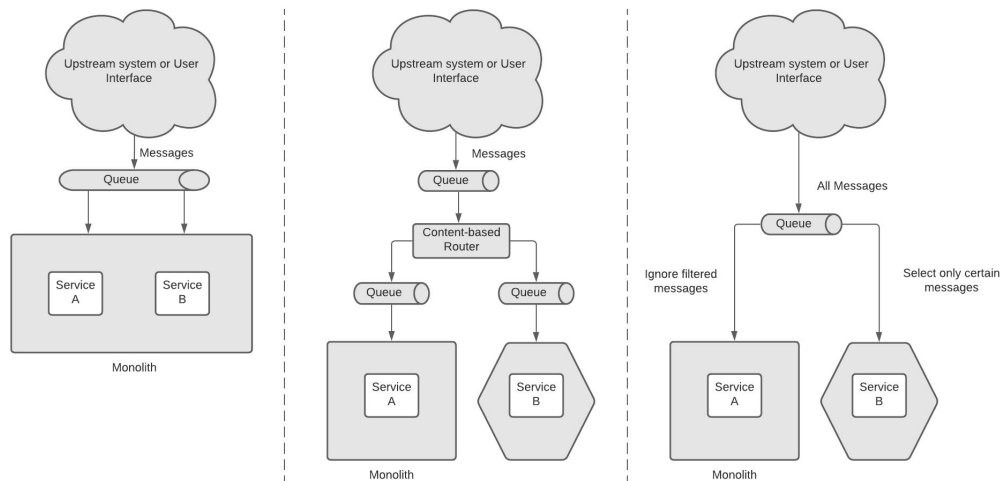 Upstream system or User
Interface
Messages
Queue
Service
A
Service
B
Monolith
Upstream system or User
Interface
Messages
Queue
Content-based
Router
Queue
Queue
Service
A
Service
B
Monolith
Upstream system or User
Interface
All Messages
Queue
Ignore filtered
messages
Select only certain
messages
Service
A
Service
B
Monolith